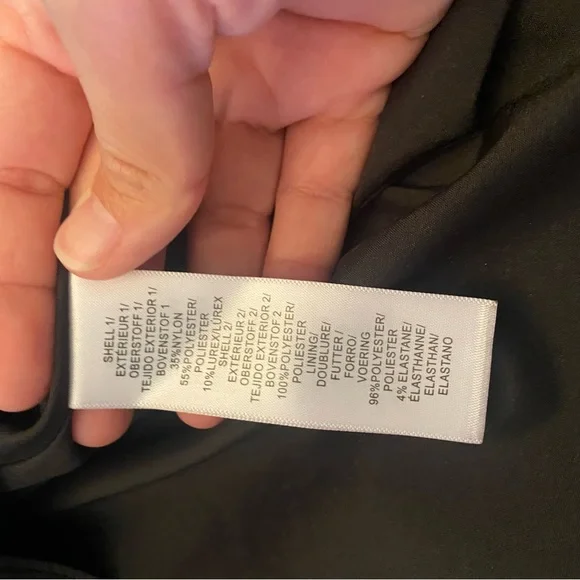 SHELL 1/
EXTÉRIEUR 1/
OBERSTOFF 1/
TEJIDO EXTERIOR 1/
BOVENSTOF 1
35%NYLON
55%POLYESTER/
POLIESTER
10%LUREX/LÚREX
SHELL 2/
EXTÉRIEUR 2/
OBERSTOFF 2/
TEJIDO EXTERIOR 2/
BOVENSTOF 2
100%POLYESTER/
POLIESTER
LINING/
DOUBLURE/
FUTTER /
FORRO/
VOERING
96%POLYESTER/
POLIESTER
4% ELASTANE/
ÉLASTHANNE/
ELASTHAN/
ELASTANO